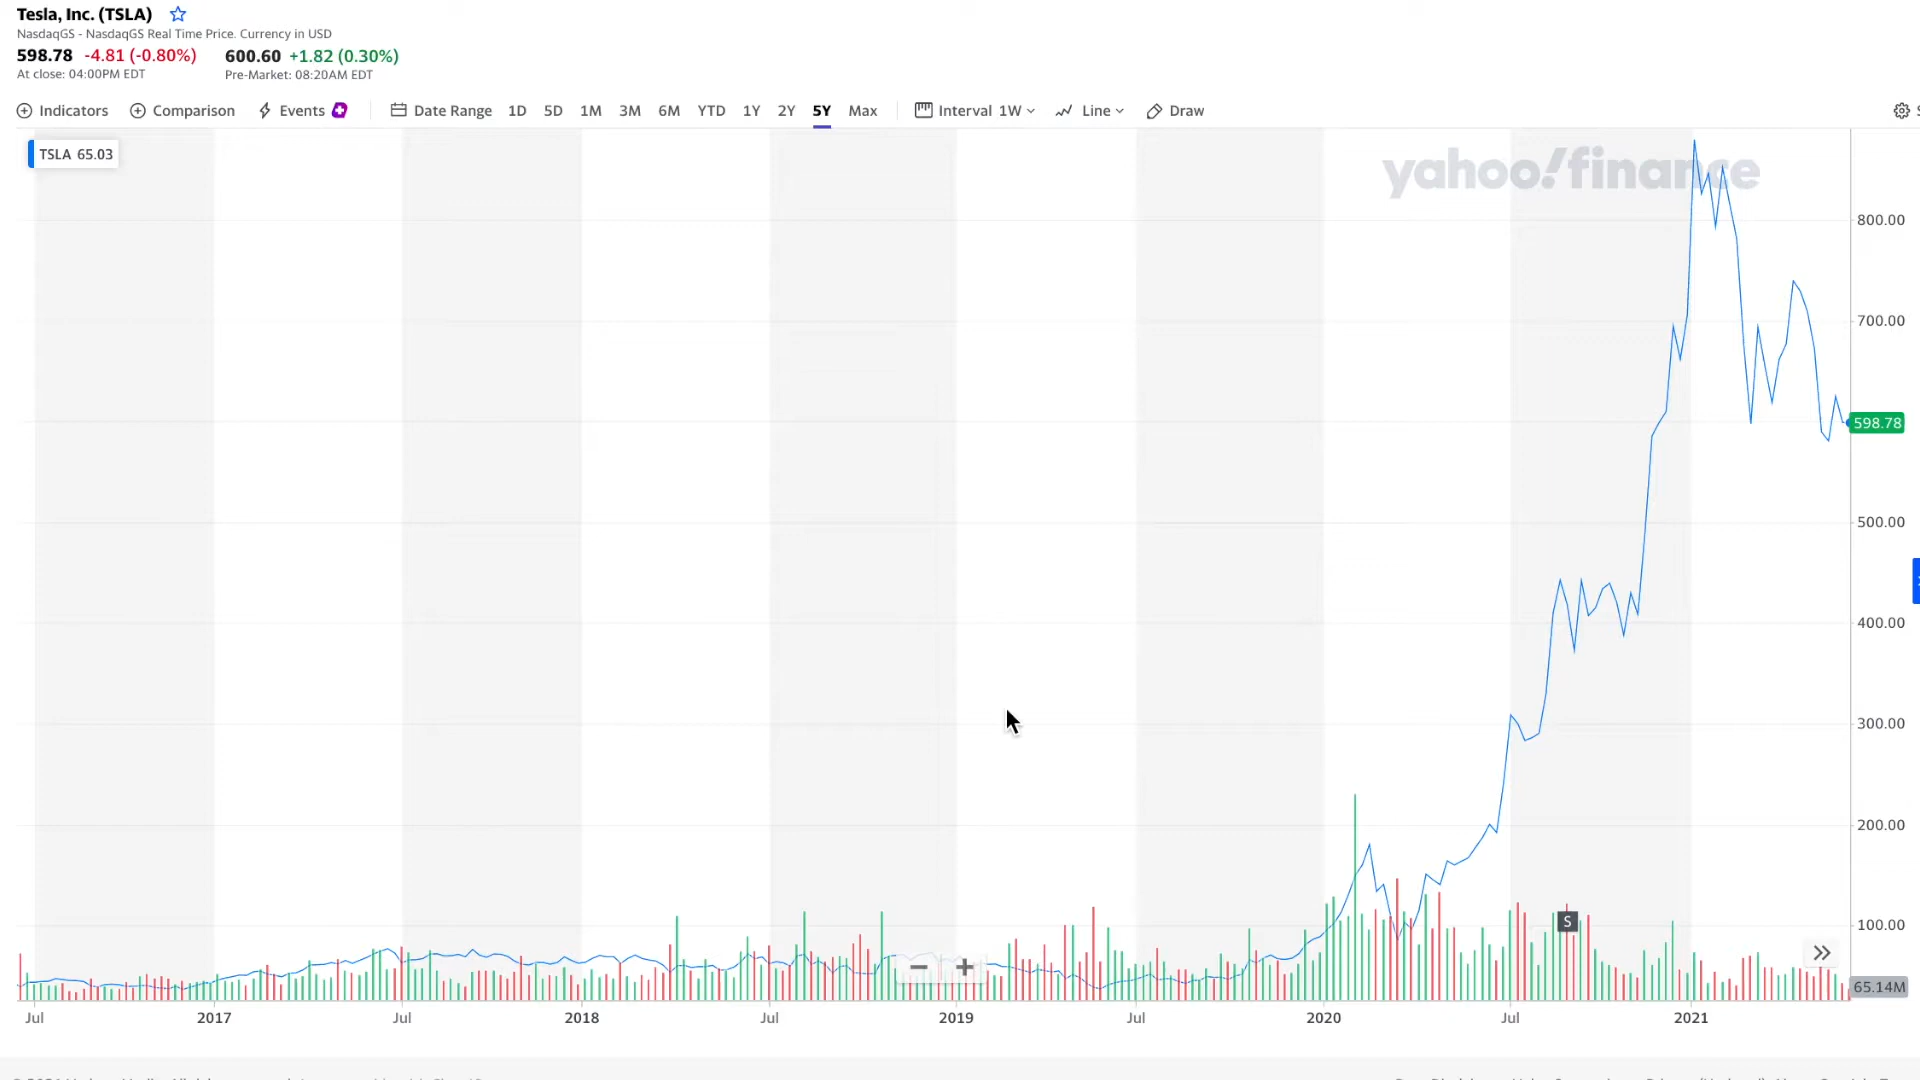 Tesla, Inc. (TSLA)
NasdaqGS - NasdaqGS Real Time Price. Currency in USD
598.78 -4.81 (-0.80%) 600.60 +1.82 (0.30%)
At close: 04:00PM EDT Pre-Market: 08:20AM EDT
Indicators Comparison Events Date Range 1D 5D 1M 3M 6M YTD 1Y 2Y 5Y Max Interval 1W Line Draw
TSLA 65.03
yahoo!finance
800.00
700.00
598.78
500.00
400.00
300.00
200.00
S
100.00
65.14M
Jul 2017 Jul 2018 Jul 2019 Jul 2020 Jul 2021